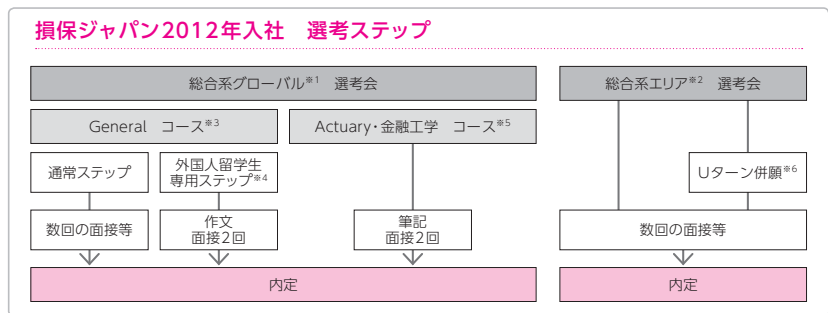 損保ジャパン2012年入社　選考ステップ
総合系グローバル※1　選考会
総合系エリア※2　選考会
General　コース※3
Actuary・金融工学　コース※5
通常ステップ
外国人留学生
専用ステップ※4
Uターン併願※6
数回の面接等
作文
面接2回
筆記
面接2回
数回の面接等
内定
内定